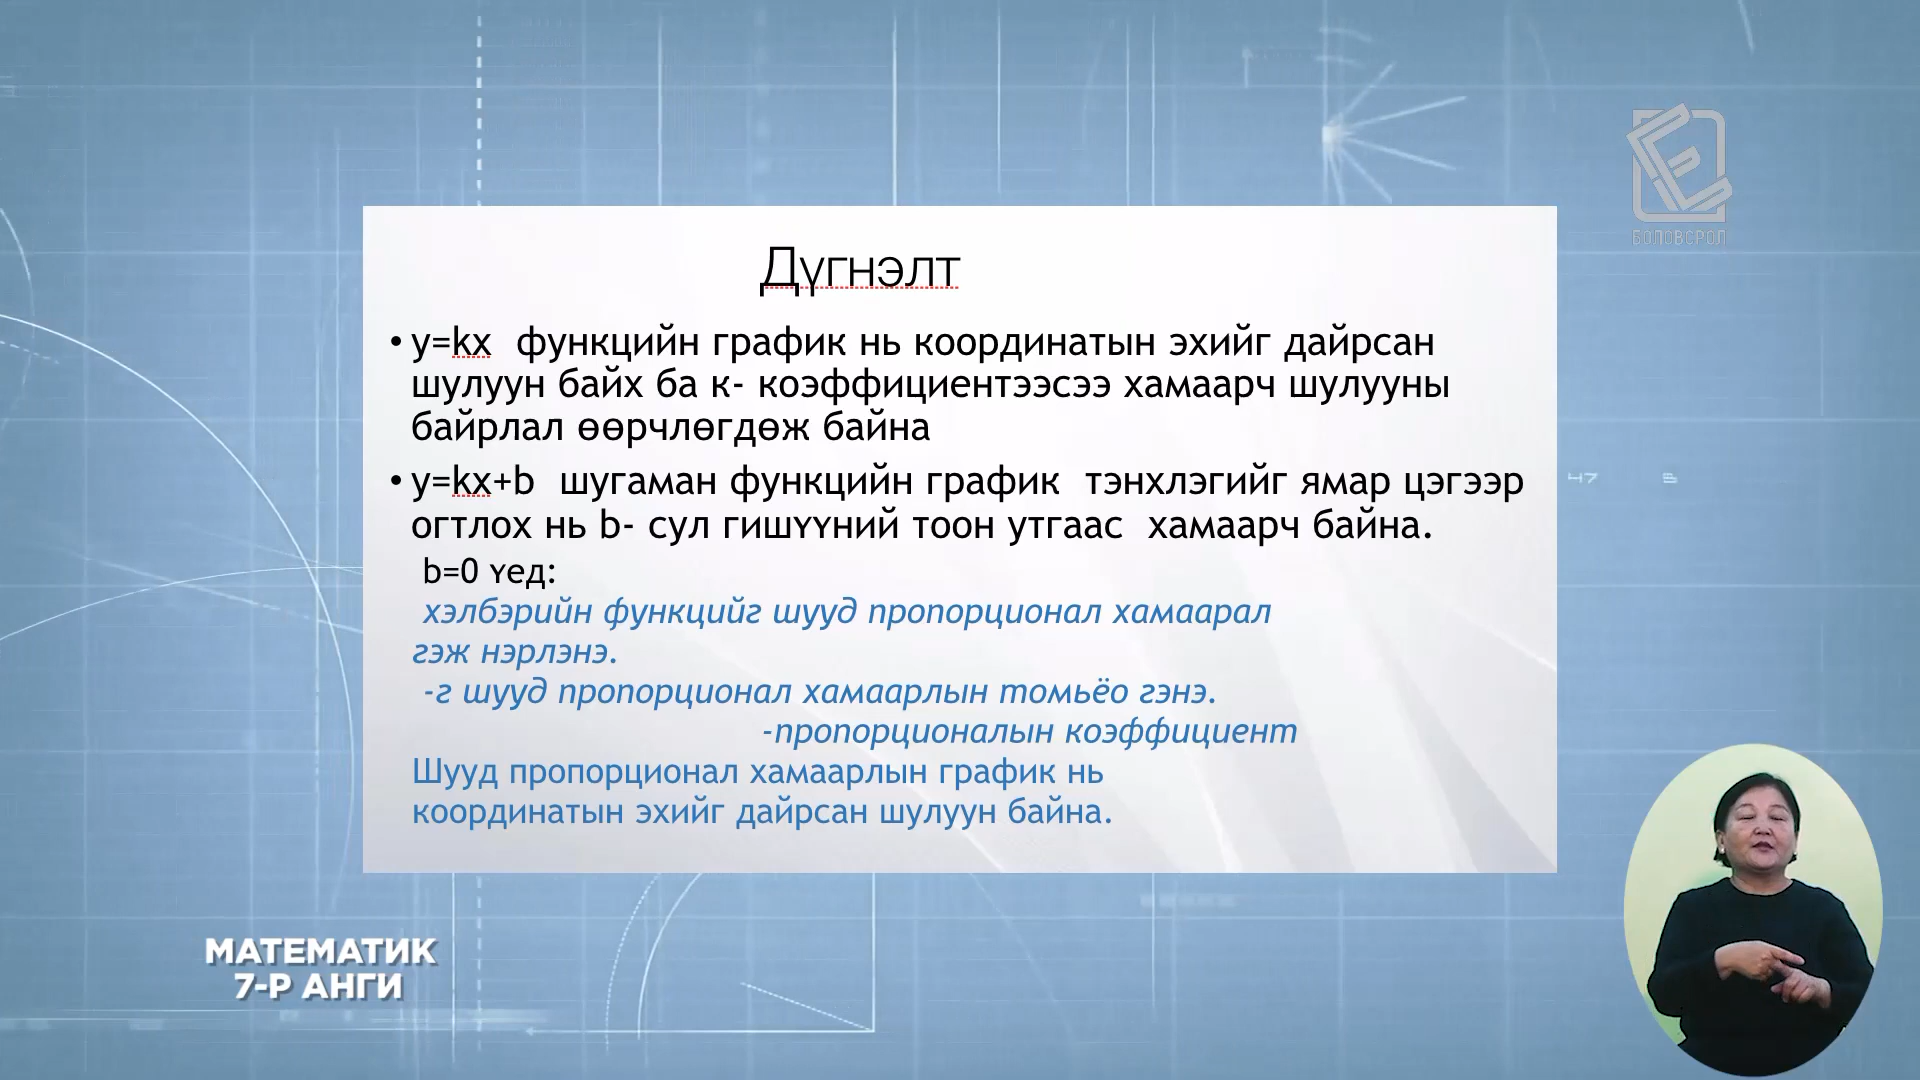 БОЛОВСРОЛ
Дүгнэлт
• y=kx функцийн график нь координатын эхийг дайрсан
шулуун байх ба к- коэффициентээсээ хамаарч шулууны
байрлал өөрчлөгдөж байна
• y=kx+b шугаман функцийн график тэнхлэгийг ямар цэгээр
огтлох нь b- сул гишүүний тоон утгаас хамаарч байна.
b=0 үед:
хэлбэрийн функцийг шууд пропорционал хамаарал
гэж нэрлэнэ.
-г шууд пропорционал хамаарлын томьёо гэнэ.
-пропорционалын коэффициент
Шууд пропорционал хамаарлын график нь
координатын эхийг дайрсан шулуун байна.
47
МАТЕМАТИК
7-Р АНГИ